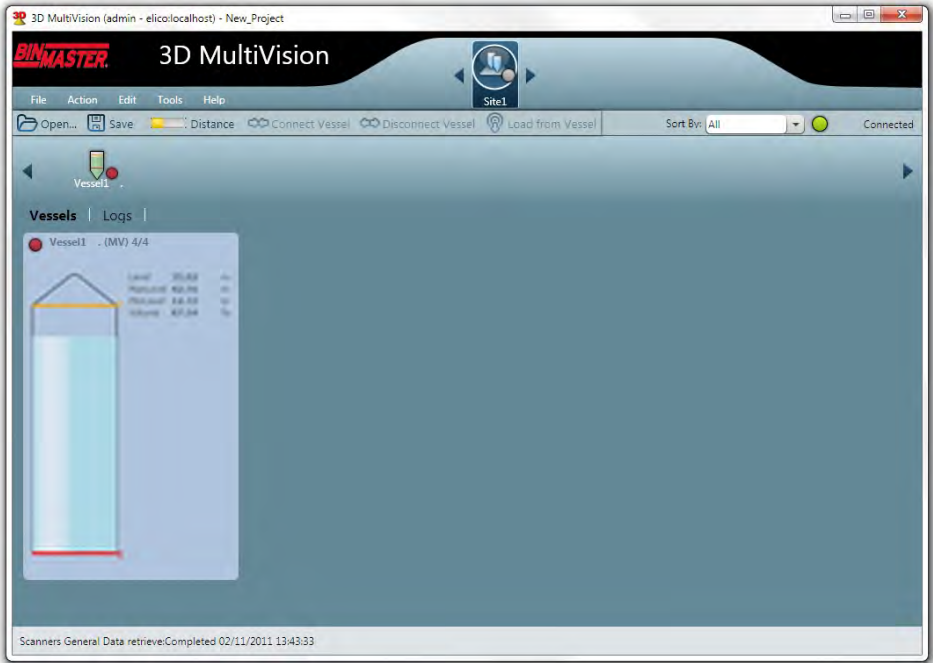 3D MultiVision (admin - elico:localhost) - New_Project
BINMASTER.
3D MultiVision
Site1
File Action Edit Tools Help
Open... Save Distance Connect Vessel Disconnect Vessel Load from Vessel Sort By: All Connected
Vessel1 .
Vessels | Logs |
Vessel1 . (MV) 4/4
Scanners General Data retrieve:Completed 02/11/2011 13:43:33